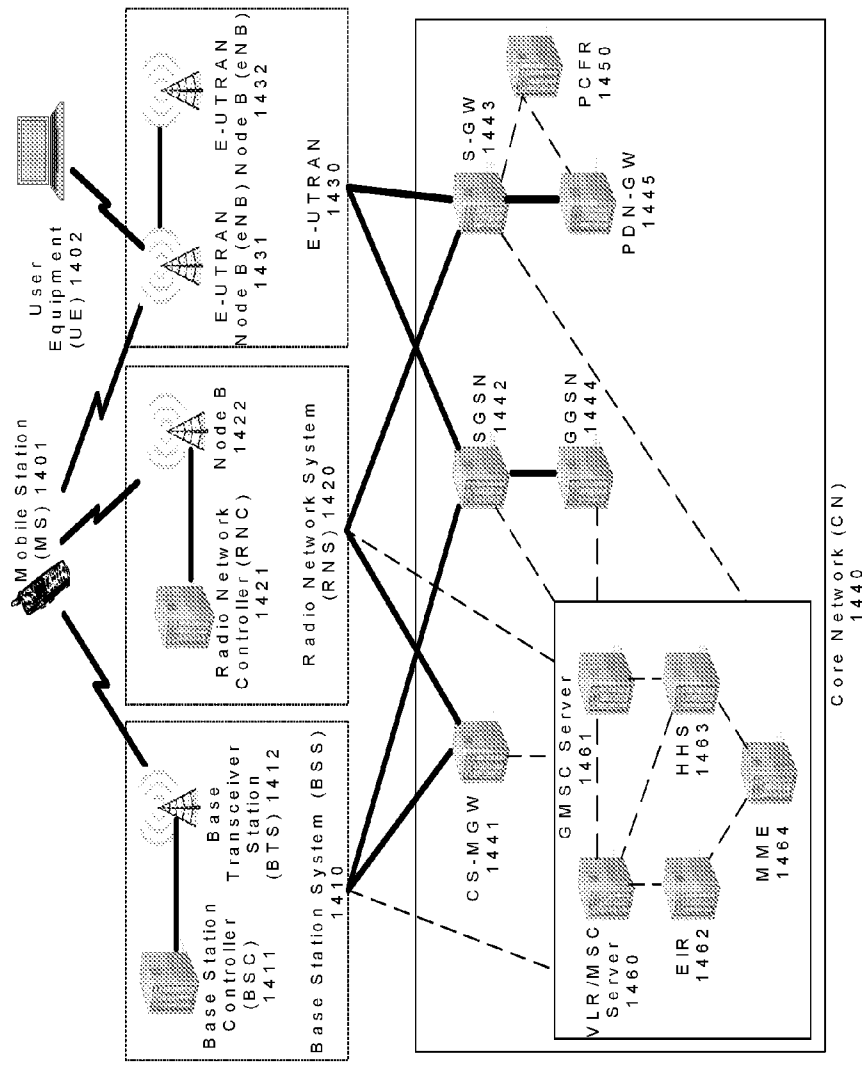 Mobile Station
(MS) 1401
User
Equipment
(UE) 1402
Base Station
Controller
(BSC)
1411
Base
Transceiver
Station
(BTS) 1412
Base Station System (BSS)
1410
Radio Network
Controller (RNC)
1421
Node B
1422
Radio Network System
(RNS) 1420
E-UTRAN
Node B (eNB)
1431
E-UTRAN
Node B (eNB)
1432
E-UTRAN
1430
CS-MGW
1441
SGSN
1442
S-GW
1443
GGSN
1444
PDN-GW
1445
PCFR
1450
VLR/MSC
Server
1460
GMSC Server
1461
EIR
1462
HHS
1463
MME
1464
Core Network (CN)
1440